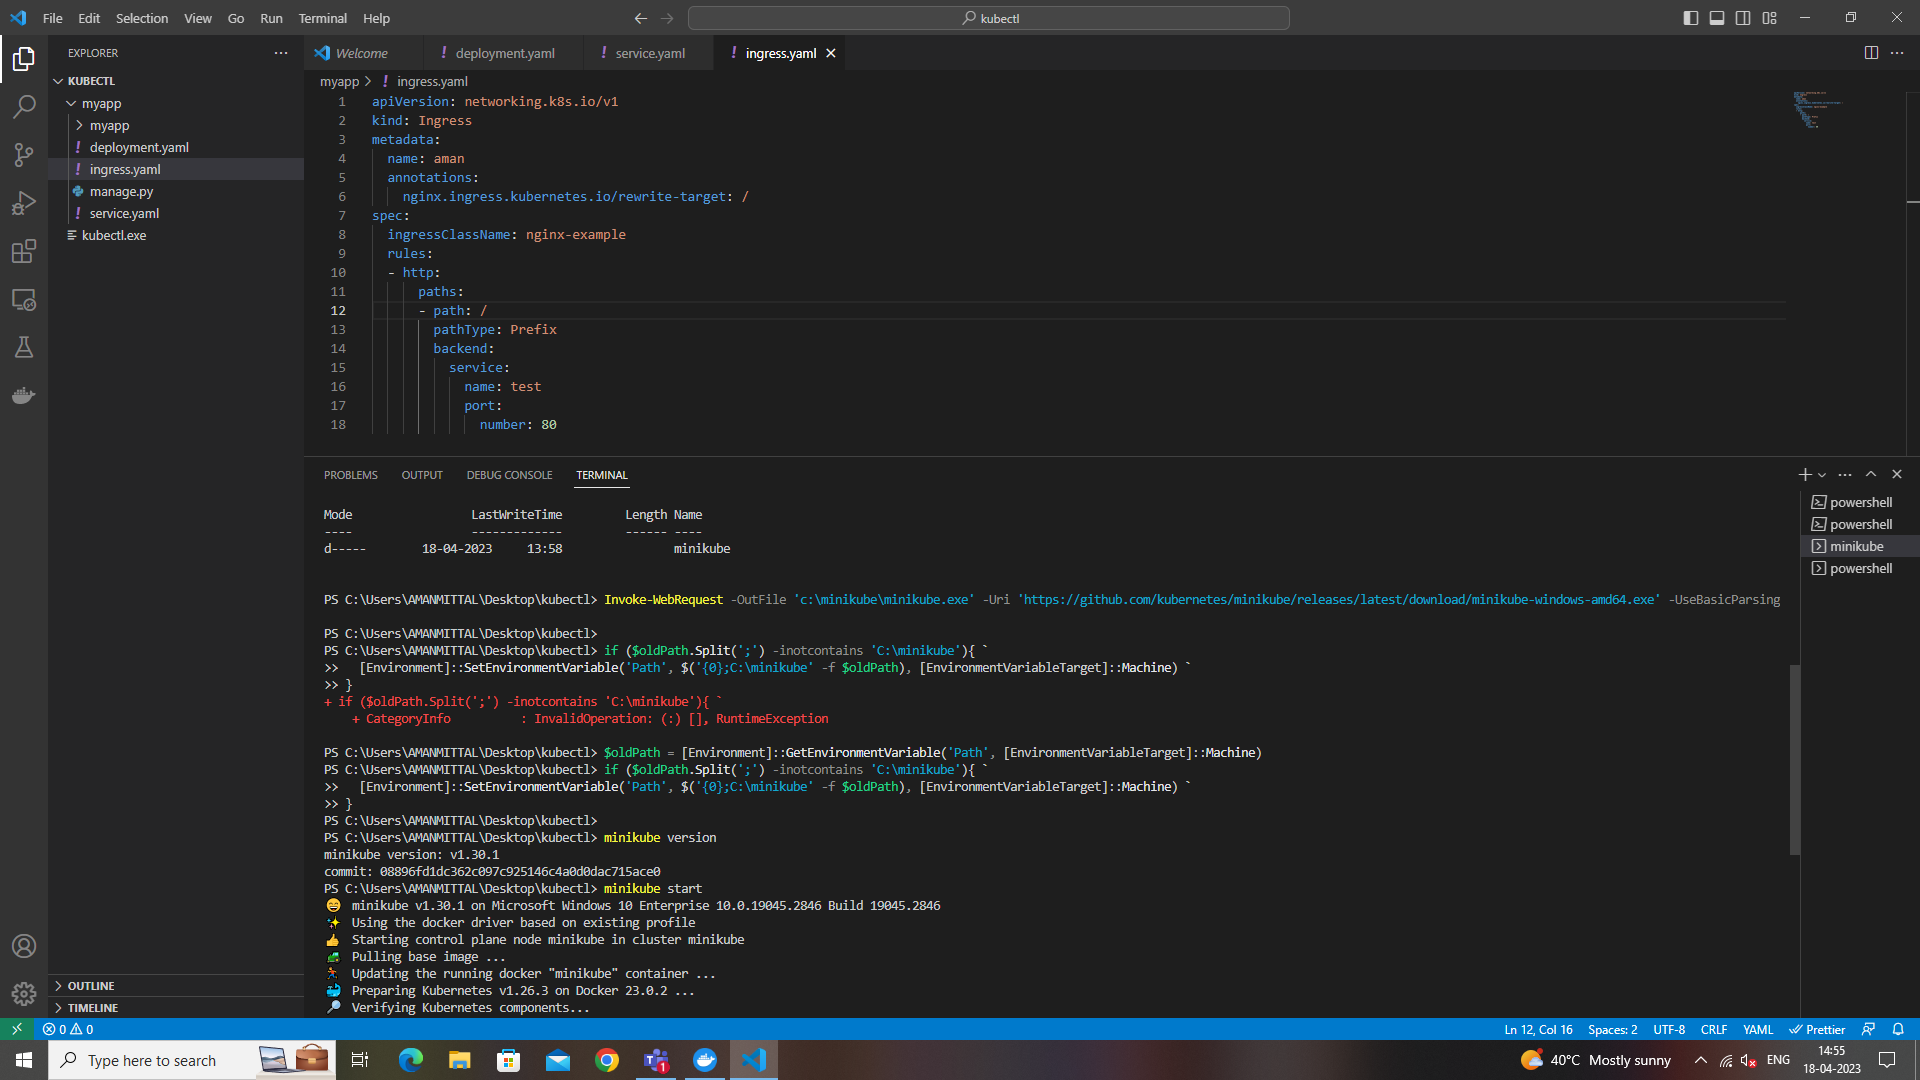 File Edit Selection View Go Run Terminal Help
kubectl
EXPLORER
KUBECTL
myapp
myapp
deployment.yaml
ingress.yaml
manage.py
service.yaml
kubectl.exe
OUTLINE
TIMELINE
Welcome
! deployment.yaml
! service.yaml
! ingress.yaml
myapp > ! ingress.yaml
1 apiVersion: networking.k8s.io/v1
2 kind: Ingress
3 metadata:
4 name: aman
5 annotations:
6 nginx.ingress.kubernetes.io/rewrite-target: /
7 spec:
8 ingressClassName: nginx-example
9 rules:
10 - http:
11 paths:
12 - path: /
13 pathType: Prefix
14 backend:
15 service:
16 name: test
17 port:
18 number: 80
PROBLEMS OUTPUT DEBUG CONSOLE TERMINAL
Mode LastWriteTime Length Name
---- ------------- ------ ----
d----- 18-04-2023 13:58 minikube
PS C:\Users\AMANMITTAL\Desktop\kubectl> Invoke-WebRequest -OutFile 'c:\minikube\minikube.exe' -Uri 'https://github.com/kubernetes/minikube/releases/latest/download/minikube-windows-amd64.exe' -UseBasicParsing
PS C:\Users\AMANMITTAL\Desktop\kubectl>
PS C:\Users\AMANMITTAL\Desktop\kubectl> if ($oldPath.Split(';') -inotcontains 'C:\minikube'){ `
>> [Environment]::SetEnvironmentVariable('Path', $('{0};C:\minikube' -f $oldPath), [EnvironmentVariableTarget]::Machine) `
>> }
+ if ($oldPath.Split(';') -inotcontains 'C:\minikube'){ `
+ CategoryInfo : InvalidOperation: (:) [], RuntimeException
PS C:\Users\AMANMITTAL\Desktop\kubectl> $oldPath = [Environment]::GetEnvironmentVariable('Path', [EnvironmentVariableTarget]::Machine)
PS C:\Users\AMANMITTAL\Desktop\kubectl> if ($oldPath.Split(';') -inotcontains 'C:\minikube'){ `
>> [Environment]::SetEnvironmentVariable('Path', $('{0};C:\minikube' -f $oldPath), [EnvironmentVariableTarget]::Machine) `
>> }
PS C:\Users\AMANMITTAL\Desktop\kubectl>
PS C:\Users\AMANMITTAL\Desktop\kubectl> minikube version
minikube version: v1.30.1
commit: 08896fd1dc362c097c925146c4a0d0dac715ace0
PS C:\Users\AMANMITTAL\Desktop\kubectl> minikube start
😄 minikube v1.30.1 on Microsoft Windows 10 Enterprise 10.0.19045.2846 Build 19045.2846
✨ Using the docker driver based on existing profile
👍 Starting control plane node minikube in cluster minikube
🚜 Pulling base image ...
🏃 Updating the running docker "minikube" container ...
🐳 Preparing Kubernetes v1.26.3 on Docker 23.0.2 ...
🔎 Verifying Kubernetes components...
powershell
powershell
minikube
powershell
0 0
Ln 12, Col 16 Spaces: 2 UTF-8 CRLF YAML Prettier
Type here to search
1
40°C Mostly sunny
ENG
14:55
18-04-2023